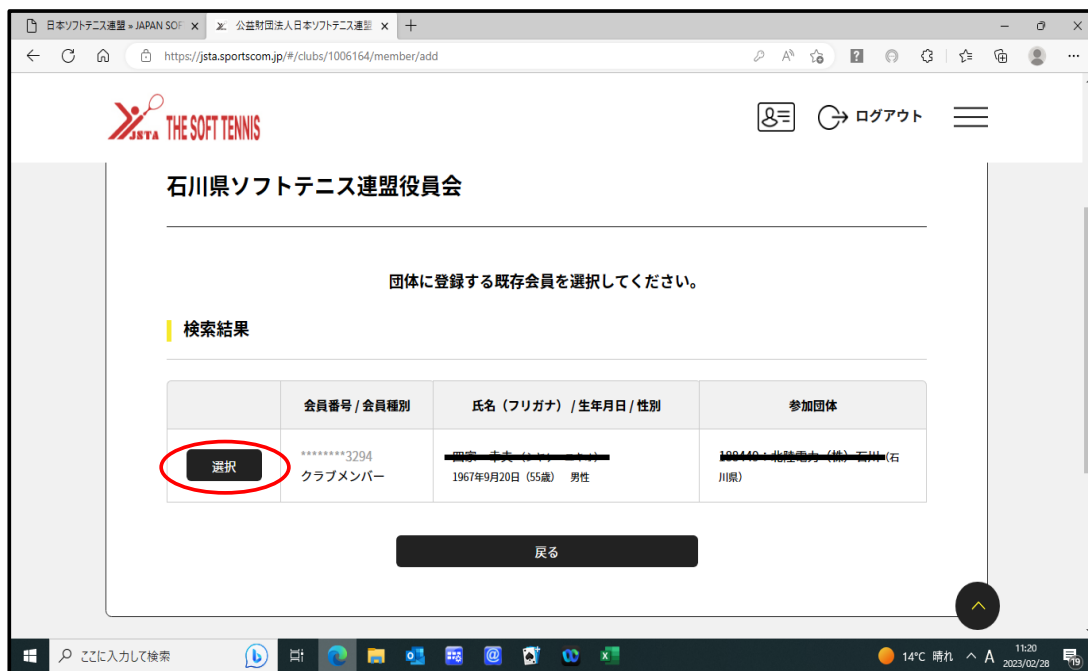 日本ソフトテニス連盟 » JAPAN SOF
公益財団法人日本ソフトテニス連盟
https://jsta.sportscom.jp/#/clubs/1006164/member/add
JSTA THE SOFT TENNIS
ログアウト
石川県ソフトテニス連盟役員会
団体に登録する既存会員を選択してください。
検索結果
会員番号 / 会員種別 氏名（フリガナ） / 生年月日 / 性別 参加団体
選択
********3294
クラブメンバー
1967年9月20日（55歳） 男性
（石
川県）
戻る
ここに入力して検索
14°C 晴れ
A
11:20
2023/02/28
19